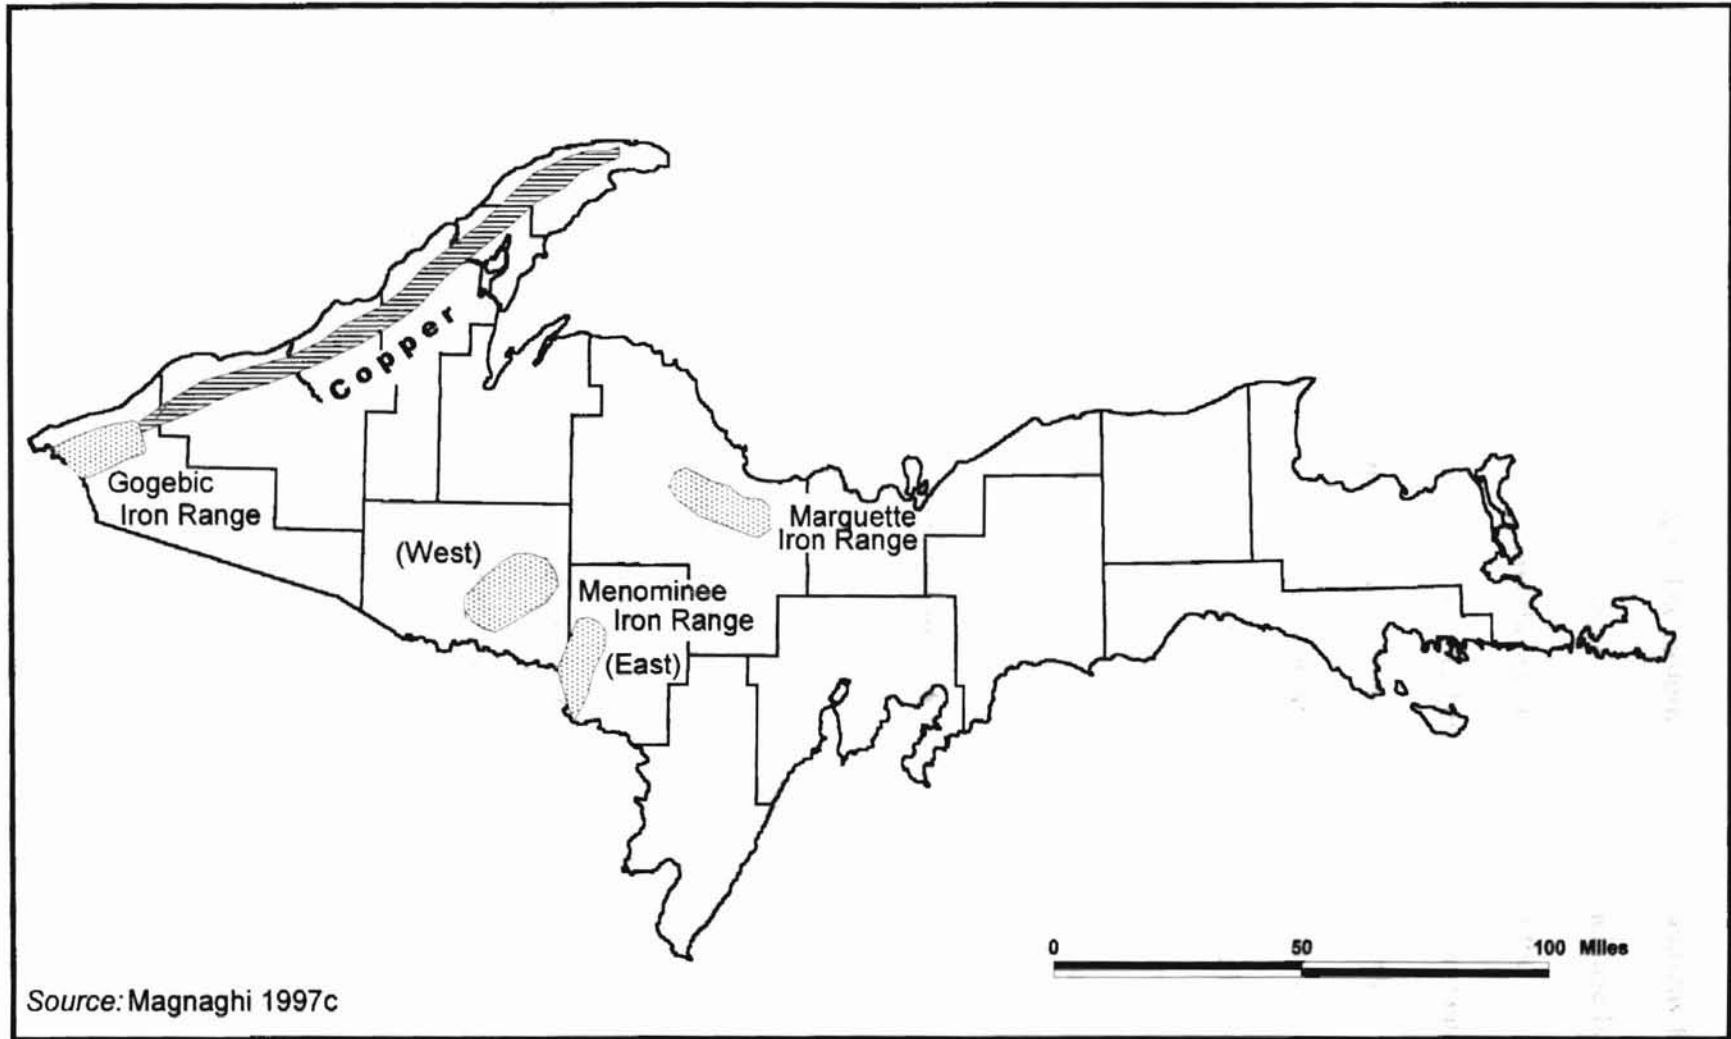 Copper
Gogebic
Iron Range
(West)
Marquette
Iron Range
Menominee
Iron Range
(East)
0 50 100 Miles
Source: Magnaghi 1997c